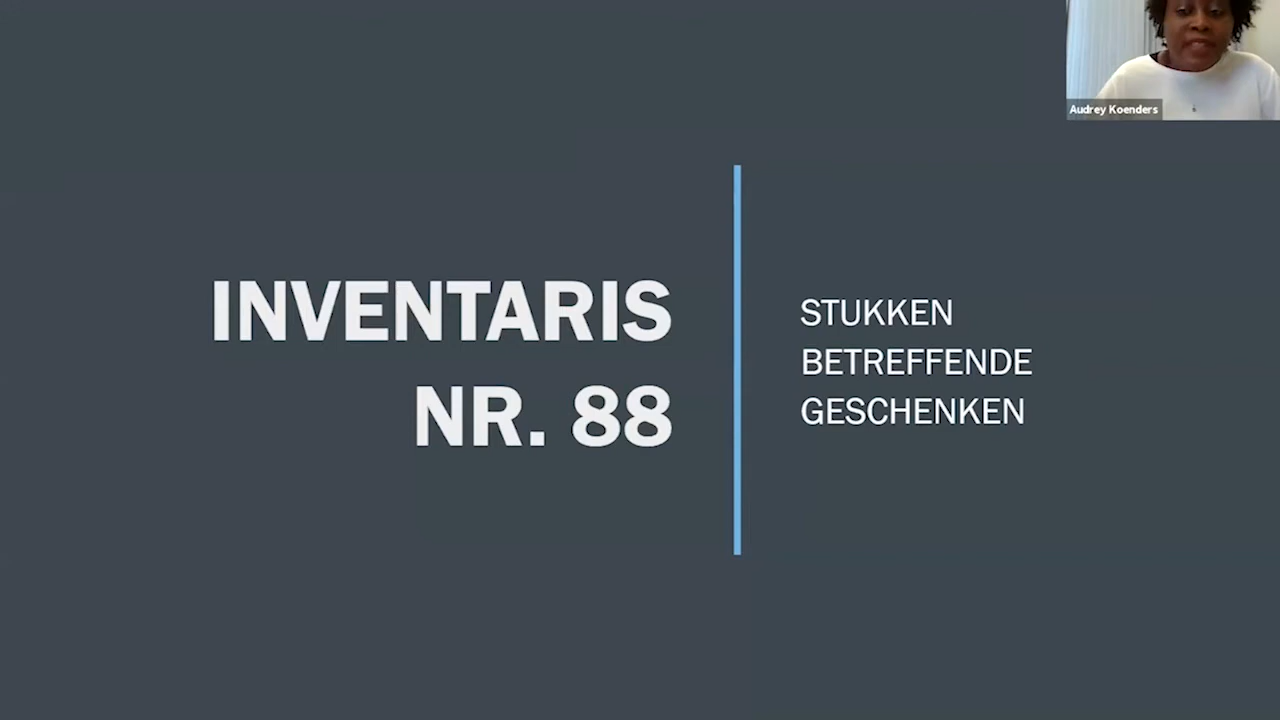 Audrey Koenders
INVENTARIS
NR. 88
STUKKEN
BETREFFENDE
GESCHENKEN